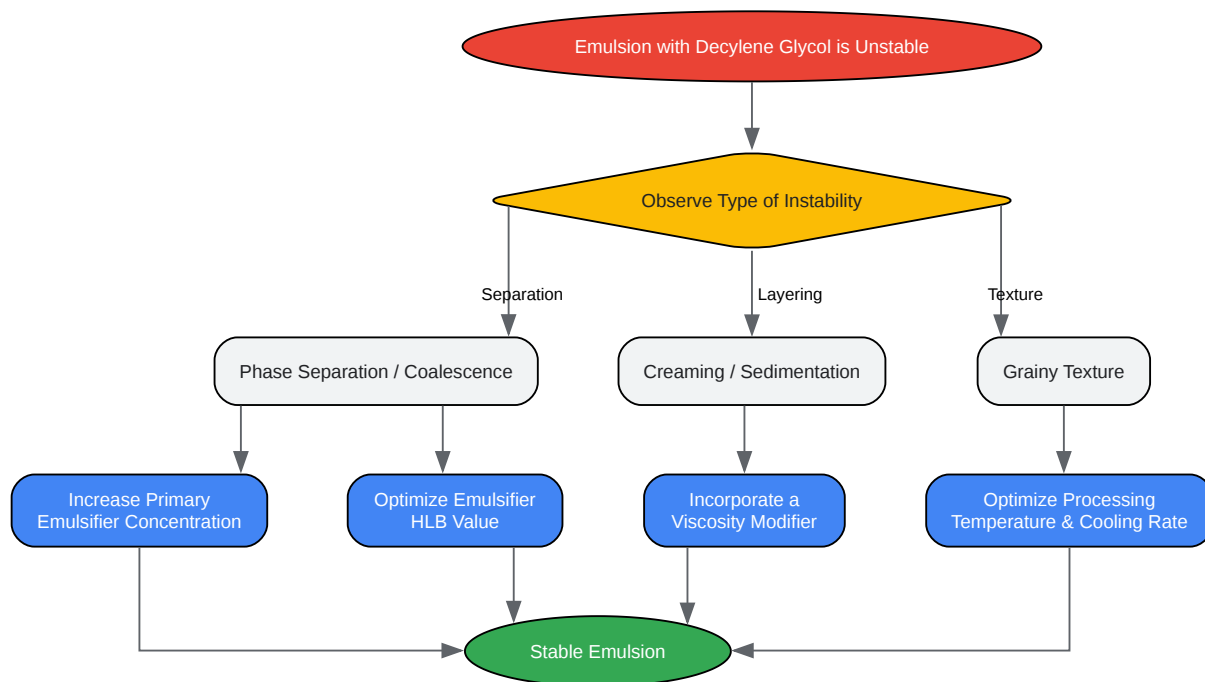 Emulsion with Decylene Glycol is Unstable
Observe Type of Instability
Separation
Layering
Texture
Phase Separation / Coalescence
Creaming / Sedimentation
Grainy Texture
Increase Primary
Emulsifier Concentration
Optimize Emulsifier
HLB Value
Incorporate a
Viscosity Modifier
Optimize Processing
Temperature & Cooling Rate
Stable Emulsion